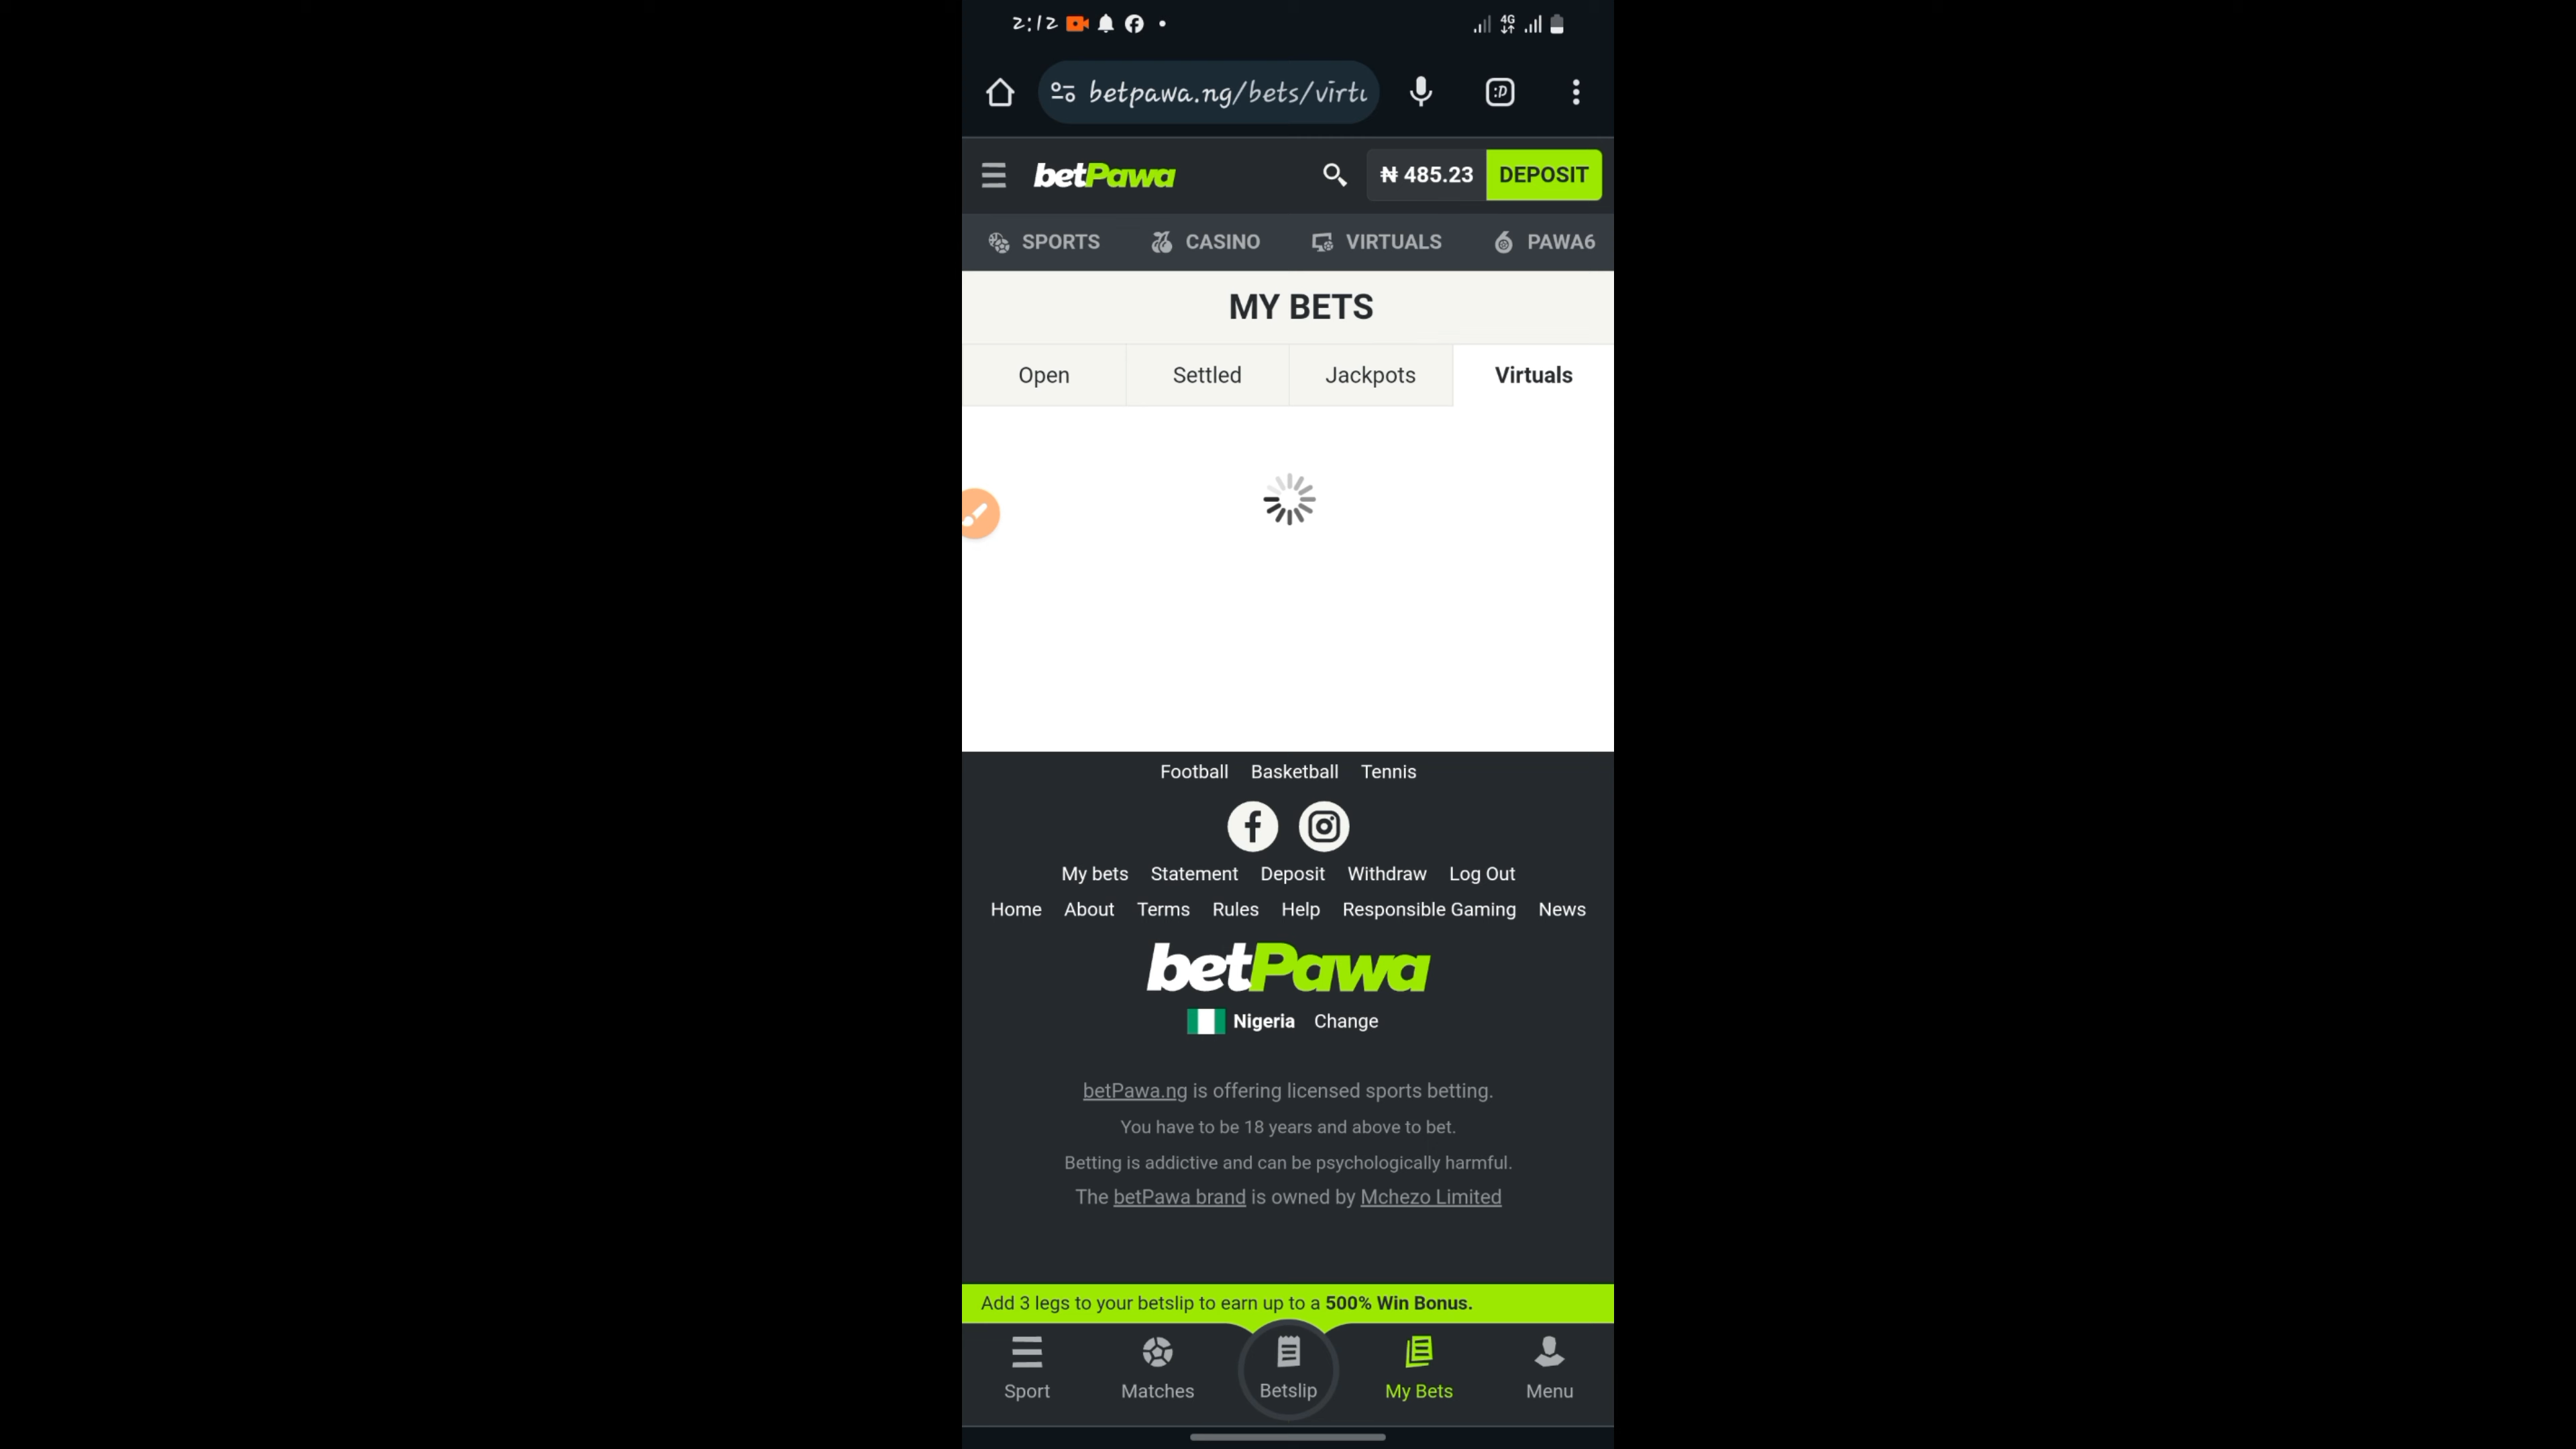 2:12
4G
betpawa.ng/bets/virtu
:D
betPawa ₦ 485.23 DEPOSIT
SPORTS CASINO VIRTUALS PAWA6
MY BETS
Open Settled Jackpots Virtuals
Football Basketball Tennis
My bets Statement Deposit Withdraw Log Out
Home About Terms Rules Help Responsible Gaming News
betPawa
Nigeria Change
betPawa.ng is offering licensed sports betting.
You have to be 18 years and above to bet.
Betting is addictive and can be psychologically harmful.
The betPawa brand is owned by Mchezo Limited
Add 3 legs to your betslip to earn up to a 500% Win Bonus.
Sport Matches Betslip My Bets Menu